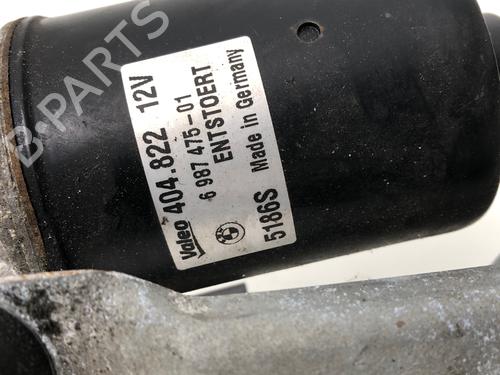 Valeo 404.822 12V
6 987 475-01
ENTSTOERT
5186S Made in Germany
B-PARTS